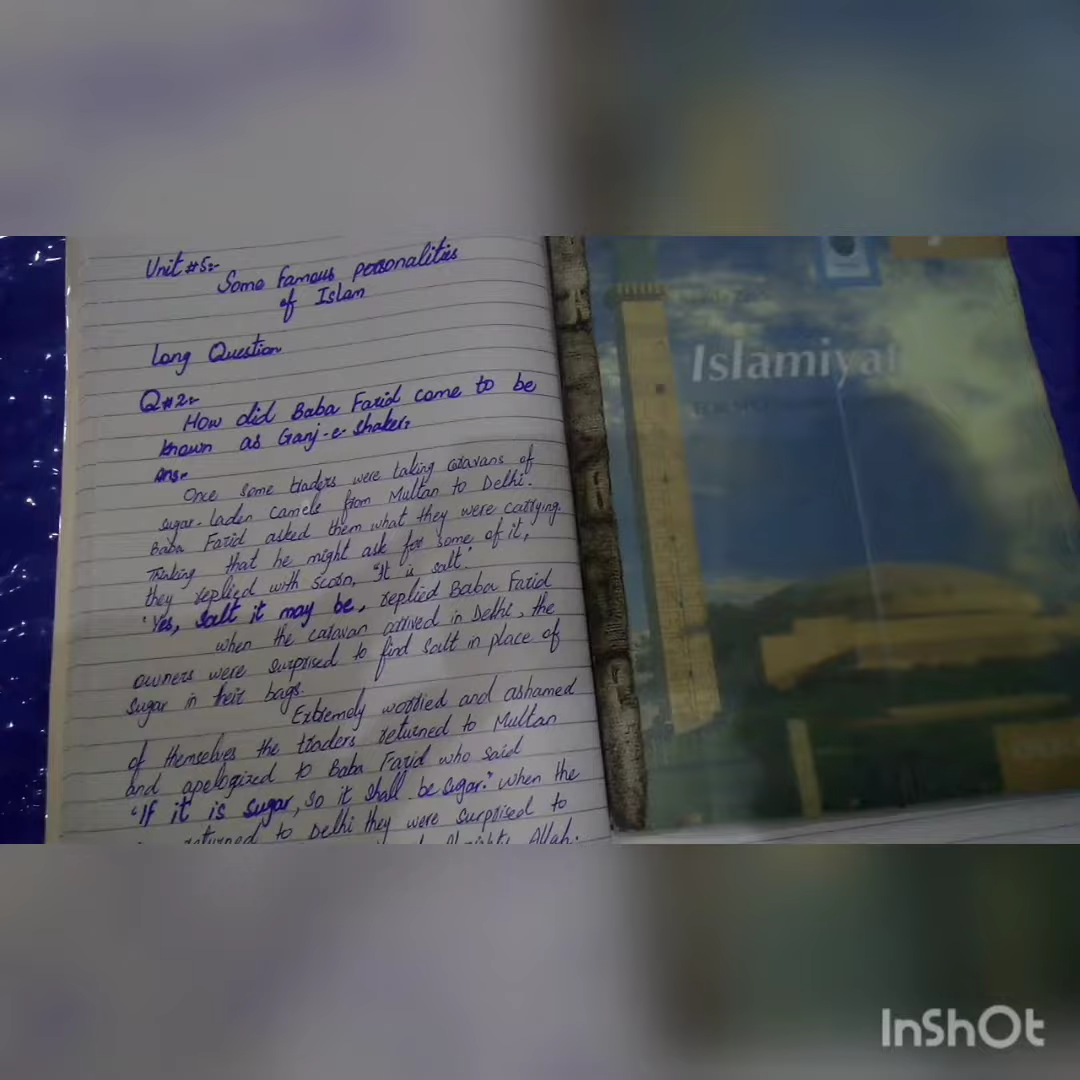 Unit #5:-
Some Famous personalities
of Islam
Long Question
Q#2:-
How did Baba Farid come to be
known as Ganj-e-Shaker?
Ans:-
Once some traders were taking caravans of
sugar-laden camels from Multan to Delhi.
Baba Farid asked them what they were carrying.
Thinking that he might ask for some of it,
they replied with scorn, "It is salt."
"Yes, salt it may be, replied Baba Farid
when the caravan arrived in Delhi, the
owners were surprised to find salt in place of
sugar in their bags.
Extremely worried and ashamed
of themselves the traders returned to Multan
and apologized to Baba Farid who said
"If it is sugar, so it shall be sugar." when the
returned to Delhi they were surprised to
Allah.
Islamiyat
InShOt